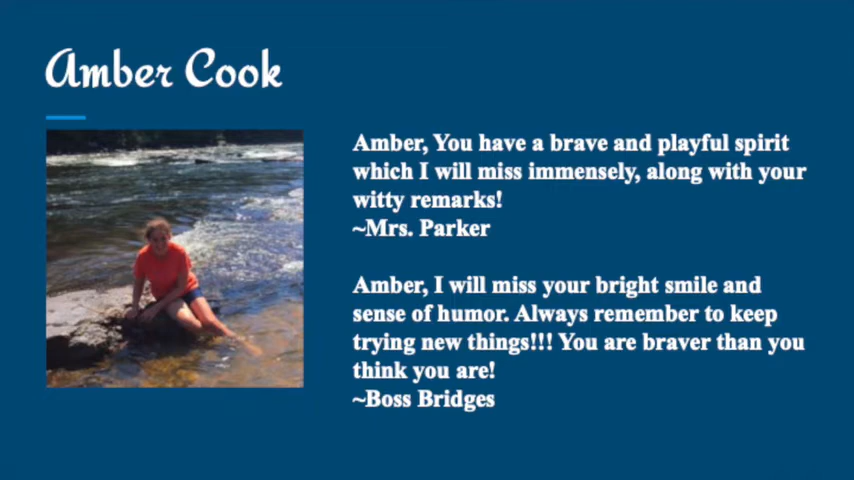 Amber Cook
Amber, You have a brave and playful spirit
which I will miss immensely, along with your
witty remarks!
~Mrs. Parker
Amber, I will miss your bright smile and
sense of humor. Always remember to keep
trying new things!!! You are braver than you
think you are!
~Boss Bridges